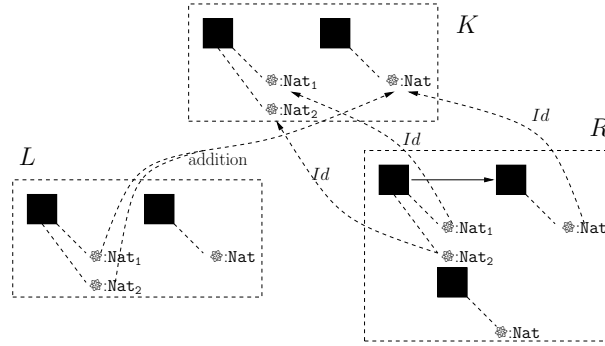 K
:Nat₁
:Nat
:Nat₂
Id
Id
R
L
addition
Id
:Nat₁
:Nat
:Nat₁
:Nat
:Nat₂
:Nat₂
:Nat